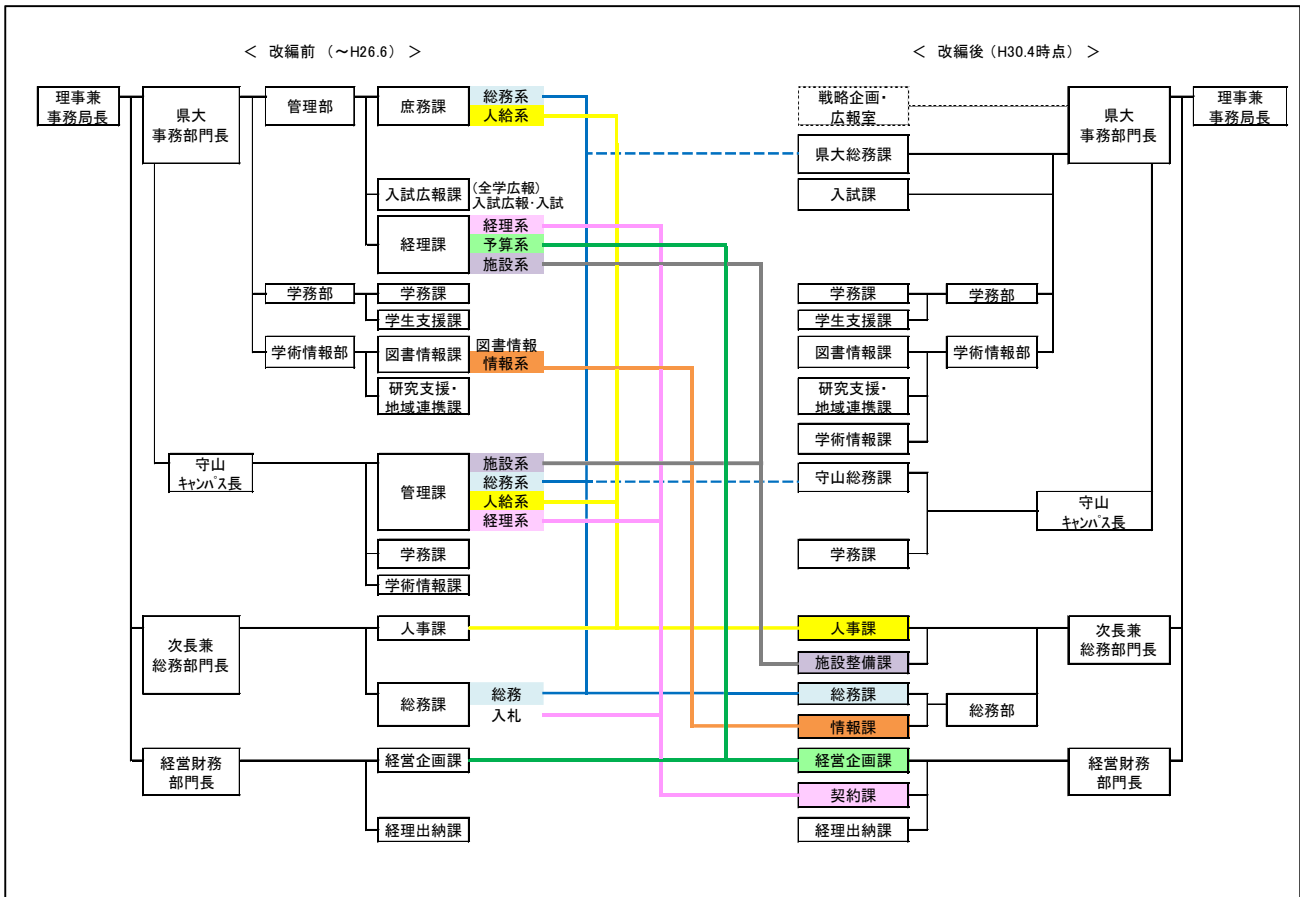 ＜ 改編前 （～H26.6） ＞
理事兼
事務局長
県大
事務部門長
管理部
庶務課
総務系
人給系
入試広報課
(全学広報)
入試広報・入試
経理課
経理系
予算系
施設系
学務部
学務課
学生支援課
学術情報部
図書情報課
図書情報
情報系
研究支援・
地域連携課
守山
ｷｬﾝﾊﾟｽ長
管理課
施設系
総務系
人給系
経理系
学務課
学術情報課
次長兼
総務部門長
人事課
総務課
総務
入札
経営財務
部門長
経営企画課
経理出納課
＜ 改編後（H30.4時点） ＞
戦略企画・
広報室
県大
事務部門長
理事兼
事務局長
県大総務課
入試課
学務課
学務部
学生支援課
図書情報課
学術情報部
研究支援・
地域連携課
学術情報課
守山総務課
守山
ｷｬﾝﾊﾟｽ長
学務課
人事課
次長兼
総務部門長
施設整備課
総務課
総務部
情報課
経営企画課
経営財務
部門長
契約課
経理出納課